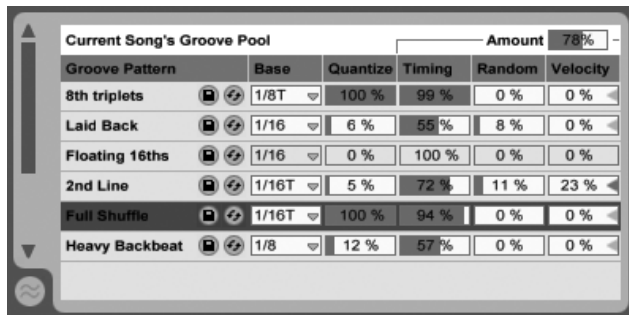 Current Song's Groove Pool Amount 78%
Groove Pattern Base Quantize Timing Random Velocity
8th triplets 1/8T 100 % 99 % 0 % 0 %
Laid Back 1/16 6 % 55 % 8 % 0 %
Floating 16ths 1/16 0 % 100 % 0 % 0 %
2nd Line 1/16T 5 % 72 % 11 % 23 %
Full Shuffle 1/16T 100 % 94 % 0 % 0 %
Heavy Backbeat 1/8 12 % 57 % 0 % 0 %